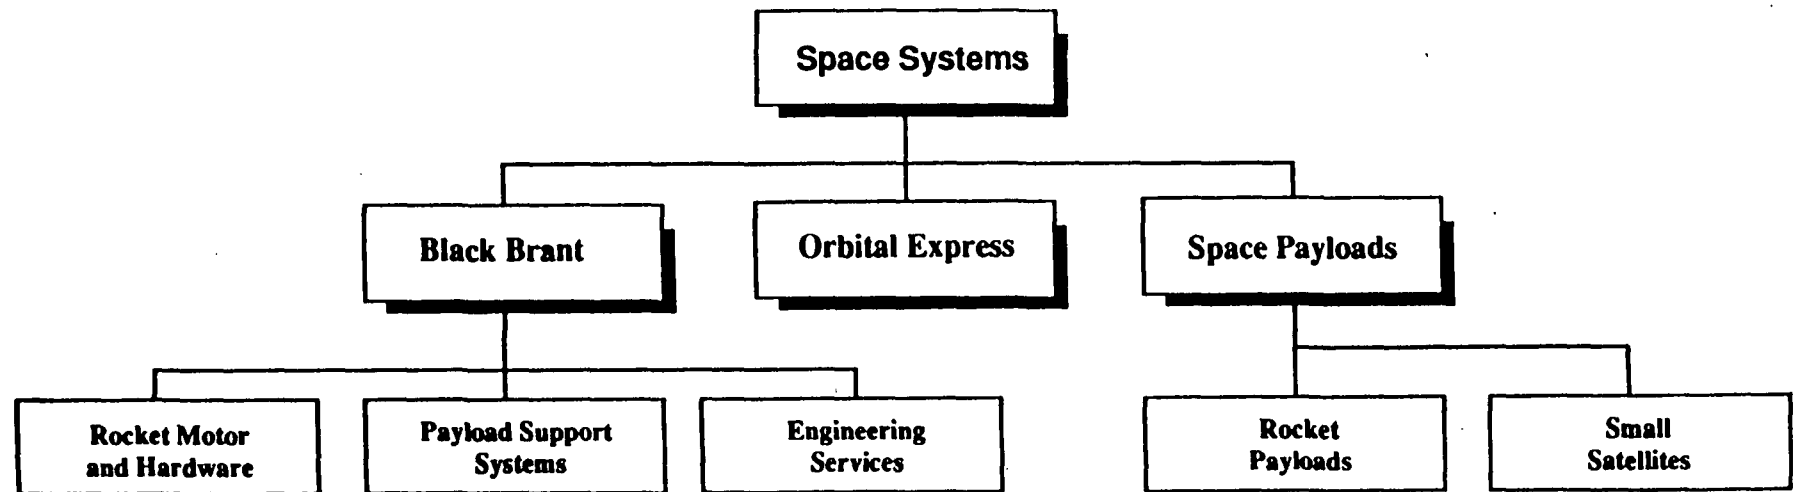 Space Systems
Black Brant
Orbital Express
Space Payloads
Rocket Motor
and Hardware
Payload Support
Systems
Engineering
Services
Rocket
Payloads
Small
Satellites